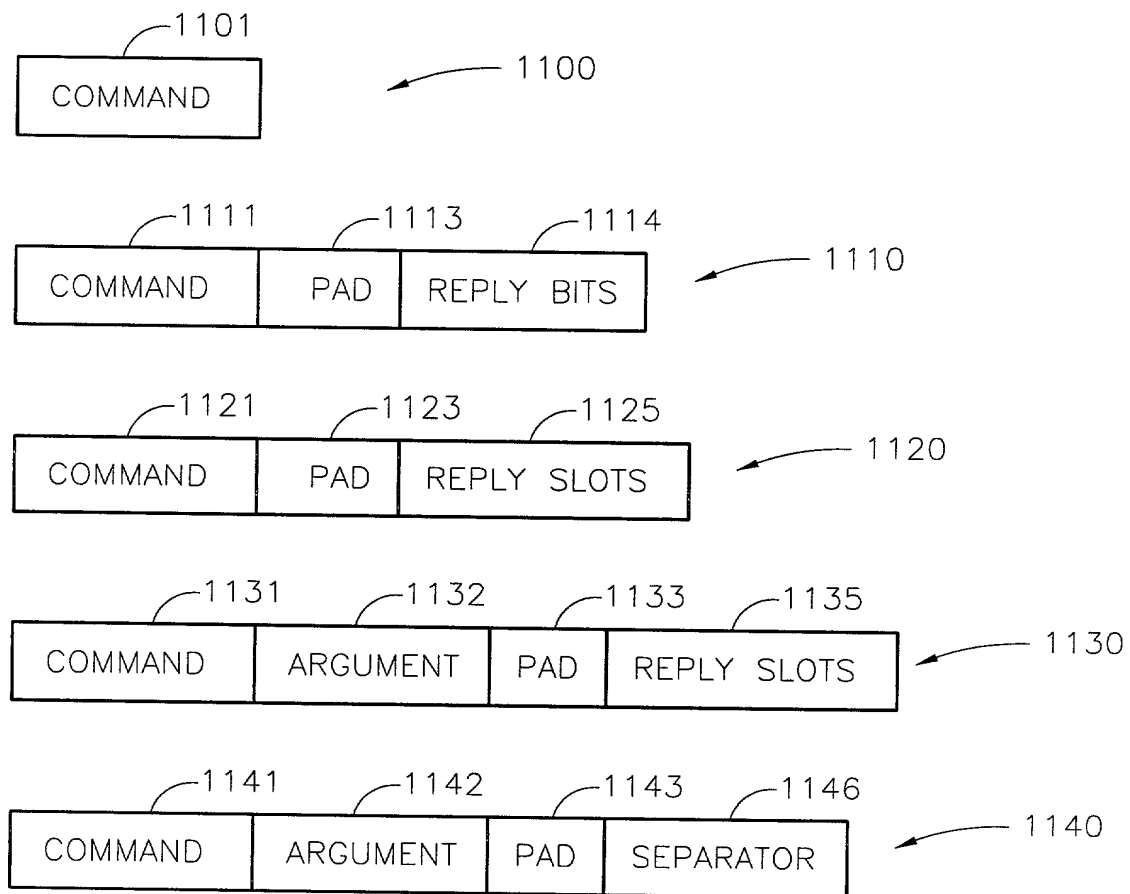 1101
COMMAND
1100
1111 1113 1114
COMMAND PAD REPLY BITS
1110
1121 1123 1125
COMMAND PAD REPLY SLOTS
1120
1131 1132 1133 1135
COMMAND ARGUMENT PAD REPLY SLOTS
1130
1141 1142 1143 1146
COMMAND ARGUMENT PAD SEPARATOR
1140